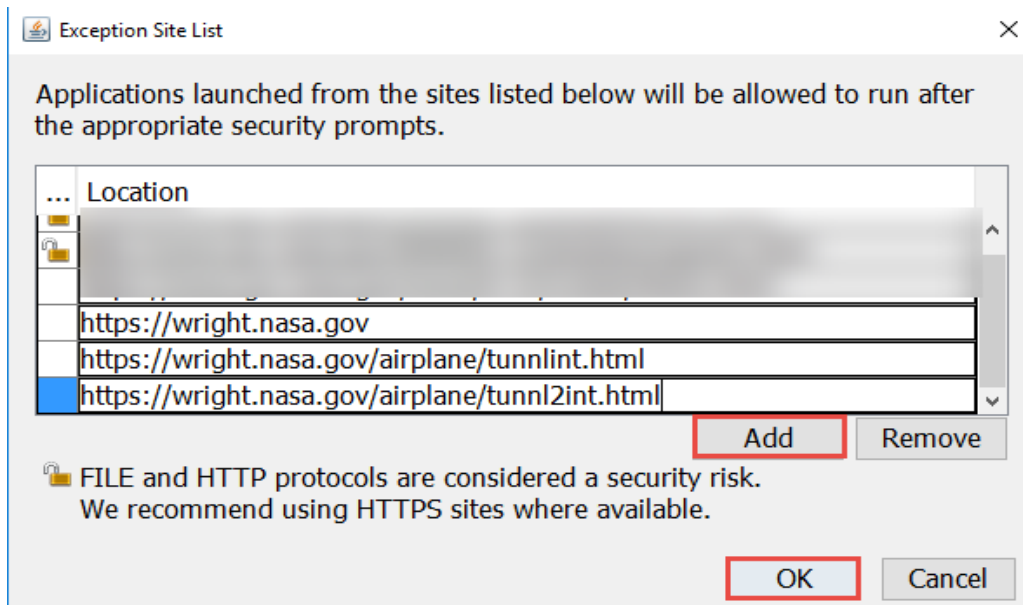 Exception Site List
Applications launched from the sites listed below will be allowed to run after
the appropriate security prompts.
... Location
https://wright.nasa.gov
https://wright.nasa.gov/airplane/tunnlint.html
https://wright.nasa.gov/airplane/tunnl2int.html
Add Remove
FILE and HTTP protocols are considered a security risk.
We recommend using HTTPS sites where available.
OK Cancel